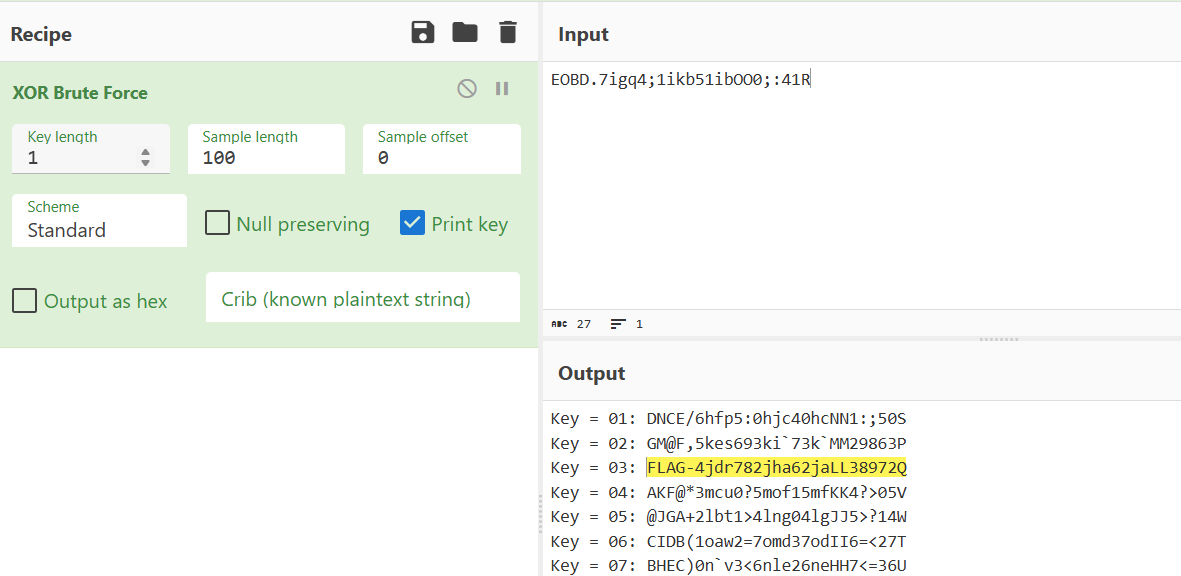 Recipe
XOR Brute Force
Key length
1
Sample length
100
Sample offset
0
Scheme
Standard
Null preserving
Print key
Output as hex
Crib (known plaintext string)
Input
EOBD.7igq4;1ikb51ibOO0;:41R
ABC 27 1
Output
Key = 01: DNCE/6hfp5:0hjc40hcNN1:;50S
Key = 02: GM@F,5kes693ki`73k`MM29863P
Key = 03: FLAG-4jdr782jha62jaLL38972Q
Key = 04: AKF@*3mcu0?5mof15mfKK4?>05V
Key = 05: @JGA+2lbt1>4lng04lgJJ5>?14W
Key = 06: CIDB(1oaw2=7omd37odII6=<27T
Key = 07: BHEC)0n`v3<6nle26neHH7<=36U